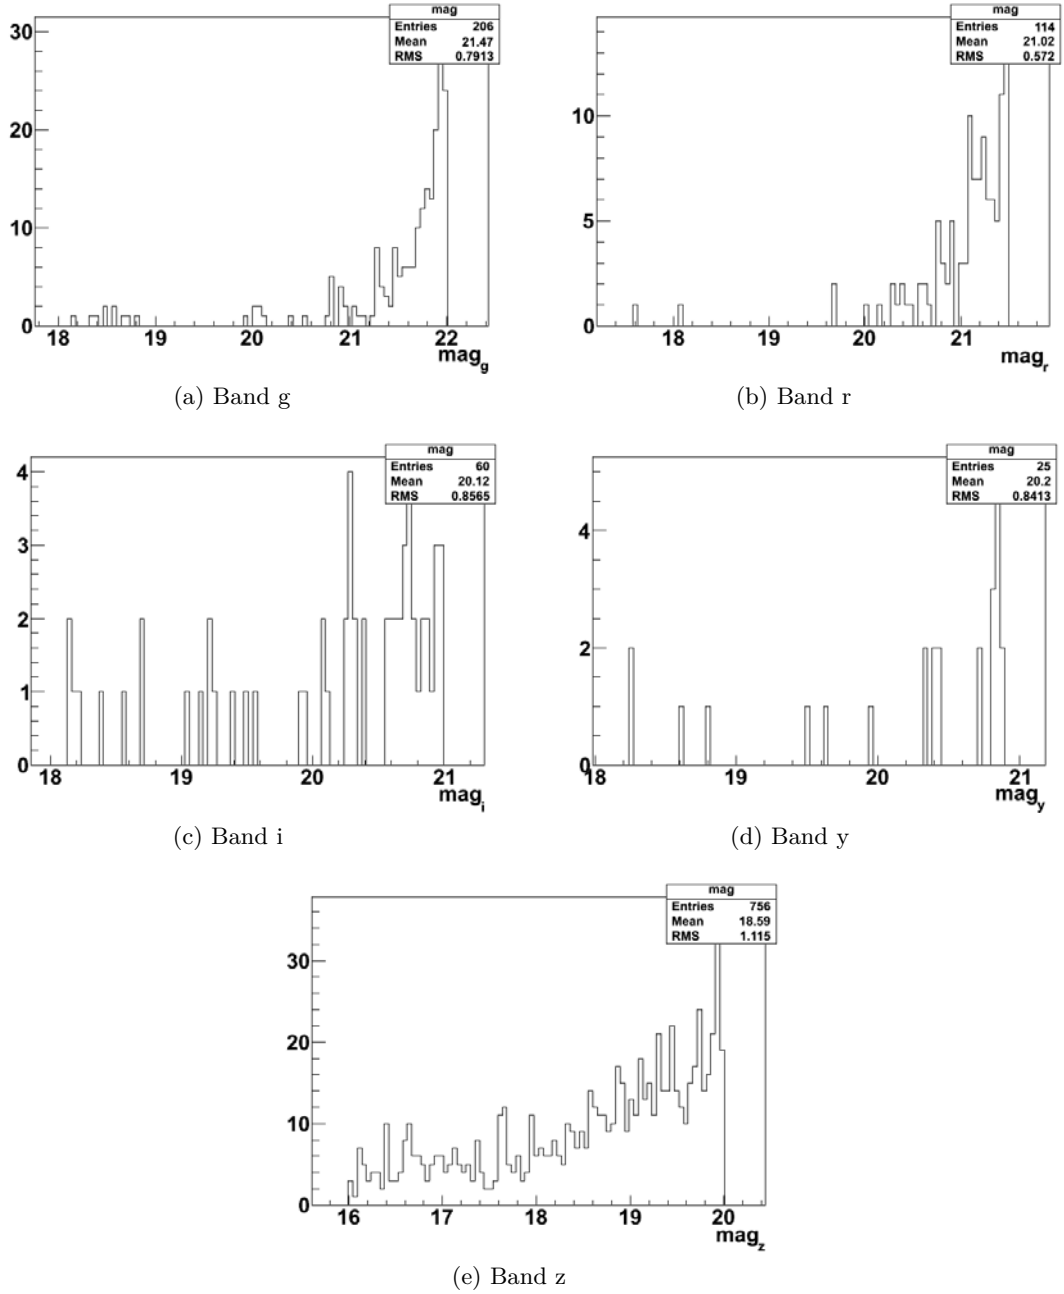 mag
Entries 206
Mean 21.47
RMS 0.7913
30
20
10
0
18 19 20 21 22
mag_g
(a) Band g
mag
Entries 114
Mean 21.02
RMS 0.572
10
5
0
18 19 20 21
mag_r
(b) Band r
mag
Entries 60
Mean 20.12
RMS 0.8565
4
3
2
1
0
18 19 20 21
mag_i
(c) Band i
mag
Entries 25
Mean 20.2
RMS 0.8413
4
2
0
18 19 20 21
mag_y
(d) Band y
mag
Entries 756
Mean 18.59
RMS 1.115
30
20
10
0
16 17 18 19 20
mag_z
(e) Band z